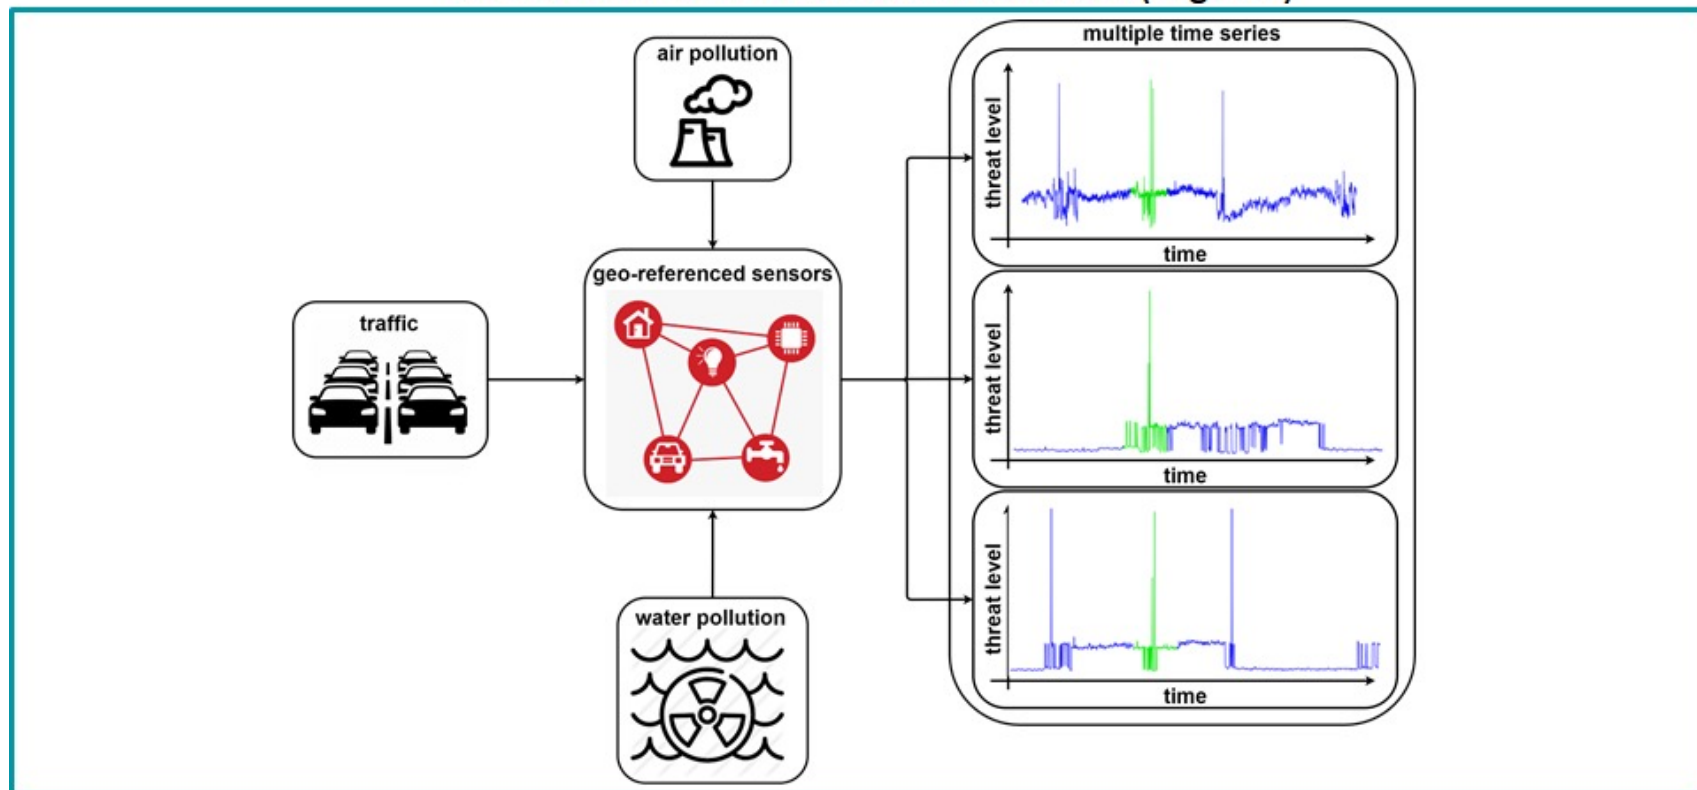 multiple time series
air pollution
threat level
time
geo-referenced sensors
traffic
threat level
time
water pollution
threat level
time